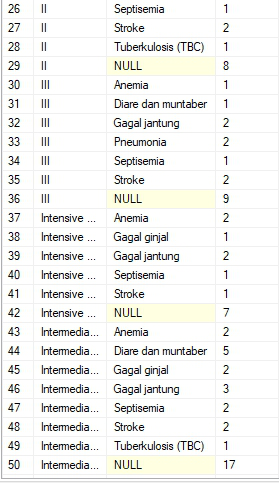 26 II Septisemia 1
27 II Stroke 2
28 II Tuberkulosis (TBC) 1
29 II NULL 8
30 III Anemia 1
31 III Diare dan muntaber 1
32 III Gagal jantung 2
33 III Pneumonia 2
34 III Septisemia 1
35 III Stroke 2
36 III NULL 9
37 Intensive ... Anemia 2
38 Intensive ... Gagal ginjal 1
39 Intensive ... Gagal jantung 2
40 Intensive ... Septisemia 1
41 Intensive ... Stroke 1
42 Intensive ... NULL 7
43 Intermedia... Anemia 2
44 Intermedia... Diare dan muntaber 5
45 Intermedia... Gagal ginjal 2
46 Intermedia... Gagal jantung 3
47 Intermedia... Septisemia 2
48 Intermedia... Stroke 2
49 Intermedia... Tuberkulosis (TBC) 1
50 Intermedia... NULL 17